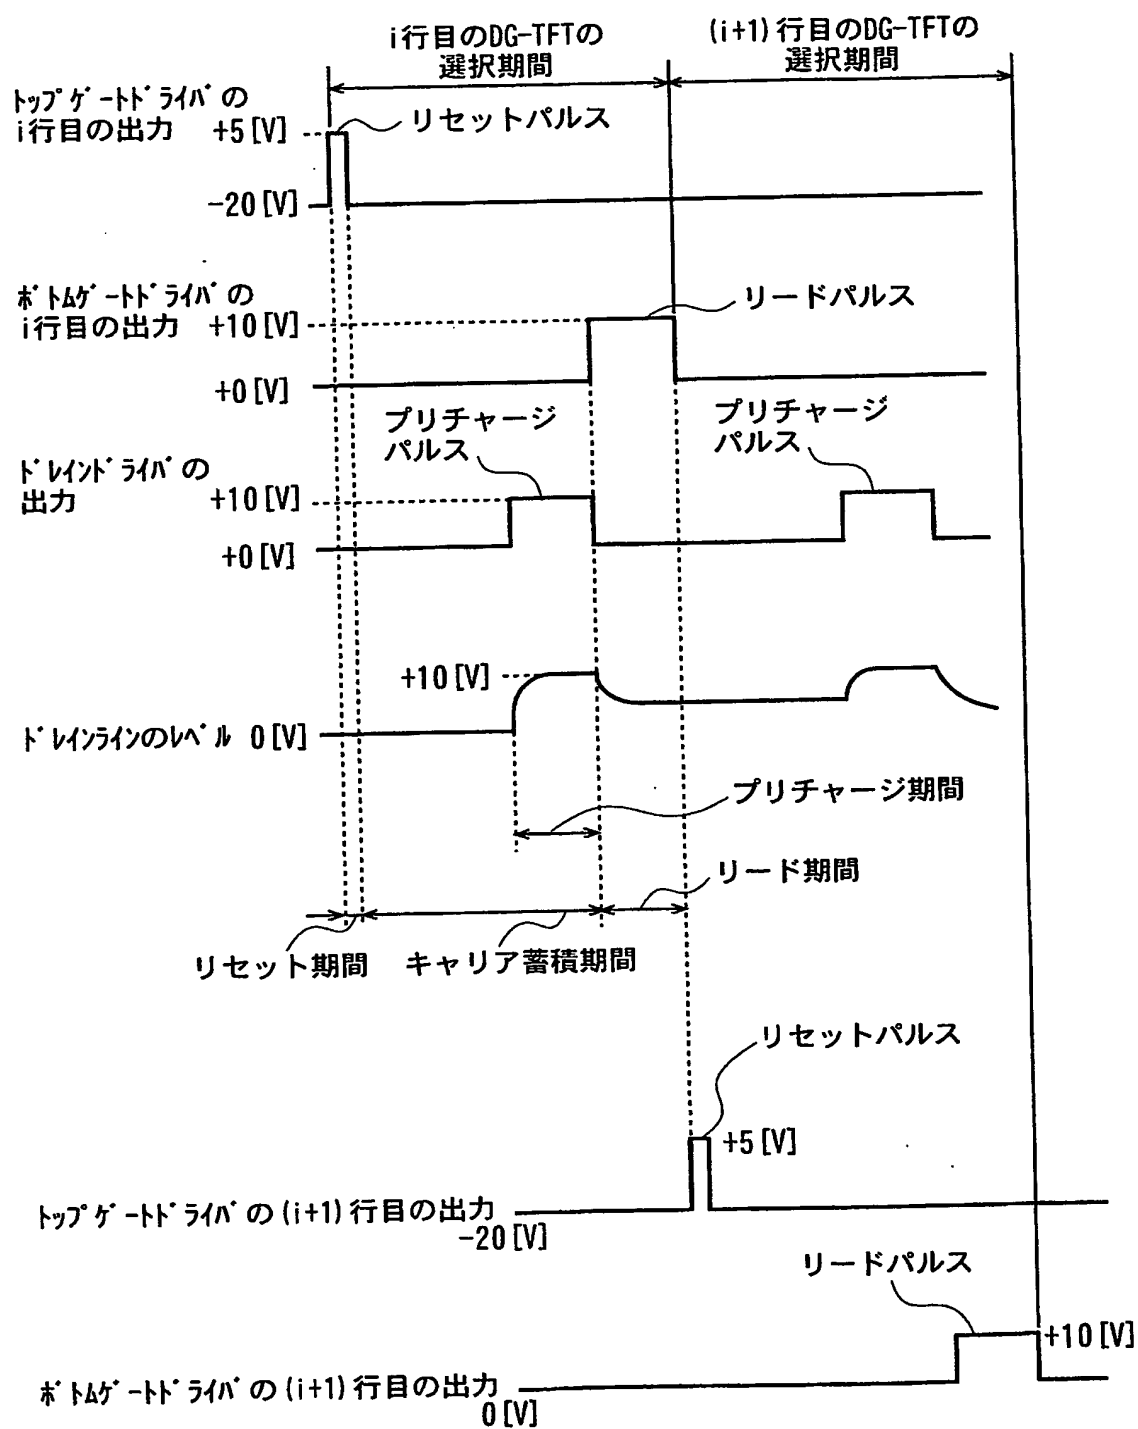 i行目のDG-TFTの
選択期間
(i+1)行目のDG-TFTの
選択期間
トップゲートドライバの
i行目の出力 +5[V]
リセットパルス
-20[V]
ボトムゲートドライバの
i行目の出力 +10[V]
リードパルス
+0[V]
プリチャージ
パルス
プリチャージ
パルス
ドレインドライバの
出力 +10[V]
+0[V]
+10[V]
ドレインラインのレベル 0[V]
プリチャージ期間
リード期間
リセット期間 キャリア蓄積期間
リセットパルス
+5[V]
トップゲートドライバの(i+1)行目の出力
-20[V]
リードパルス
+10[V]
ボトムゲートドライバの(i+1)行目の出力
0[V]